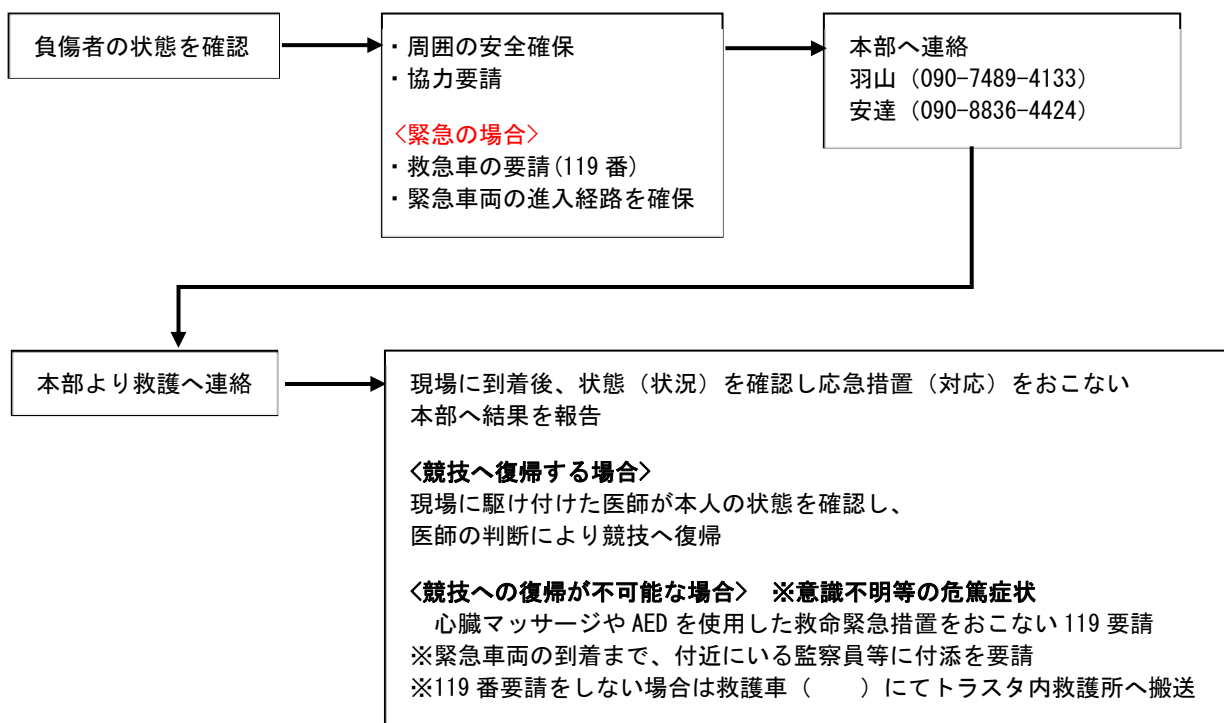 負傷者の状態を確認
・周囲の安全確保
・協力要請
<緊急の場合>
・救急車の要請(119 番)
・緊急車両の進入経路を確保
本部へ連絡
羽山（090-7489-4133）
安達（090-8836-4424）
本部より救護へ連絡
現場に到着後、状態（状況）を確認し応急措置（対応）をおこない
本部へ結果を報告
<競技へ復帰する場合>
現場に駆け付けた医師が本人の状態を確認し、
医師の判断により競技へ復帰
<競技への復帰が不可能な場合>　※意識不明等の危篤症状
心臓マッサージや AED を使用した救命緊急措置をおこない 119 要請
※緊急車両の到着まで、付近にいる監察員等に付添を要請
※119 番要請をしない場合は救護車（　　）にてトラスタ内救護所へ搬送